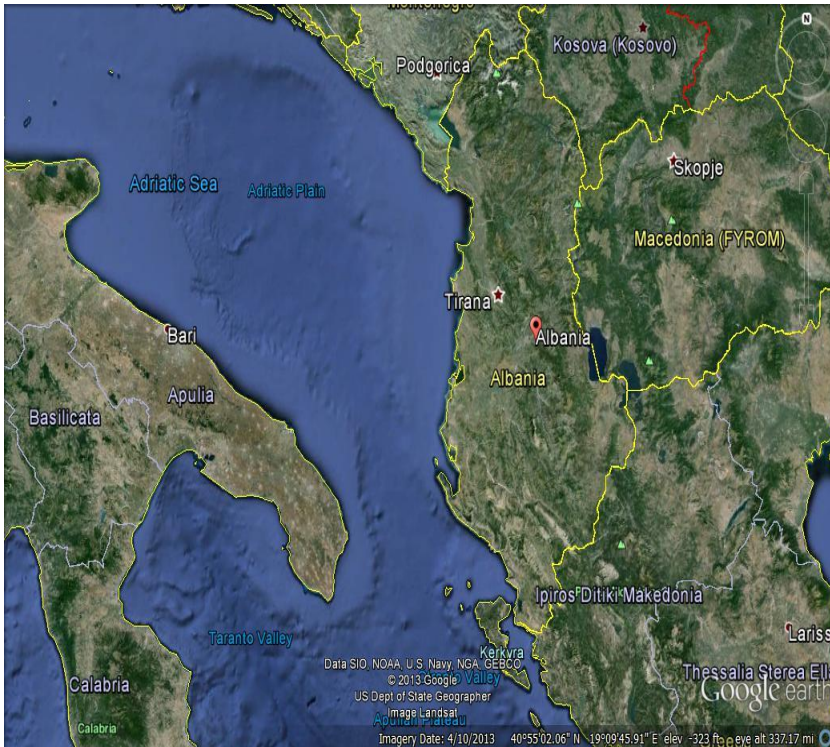 Montenegro
Kosova (Kosovo)
N
Podgorica
Skopje
Adriatic Sea
Adriatic Plain
Macedonia (FYROM)
Tirana
Bari
Albania
Albania
Apulia
Basilicata
Ipiros Ditiki Makedonia
Taranto Valley
Kerkyra
Thessalia Sterea Ell
Calabria
Calabria
Data SIO, NOAA, U.S. Navy, NGA, GEBCO
© 2013 Google
US Dept of State Geographer
Image Landsat
Apulian Plateau
Google earth
Imagery Date: 4/10/2013 40°55'02.06" N 19°09'45.91" E elev -323 ft eye alt 337.17 mi